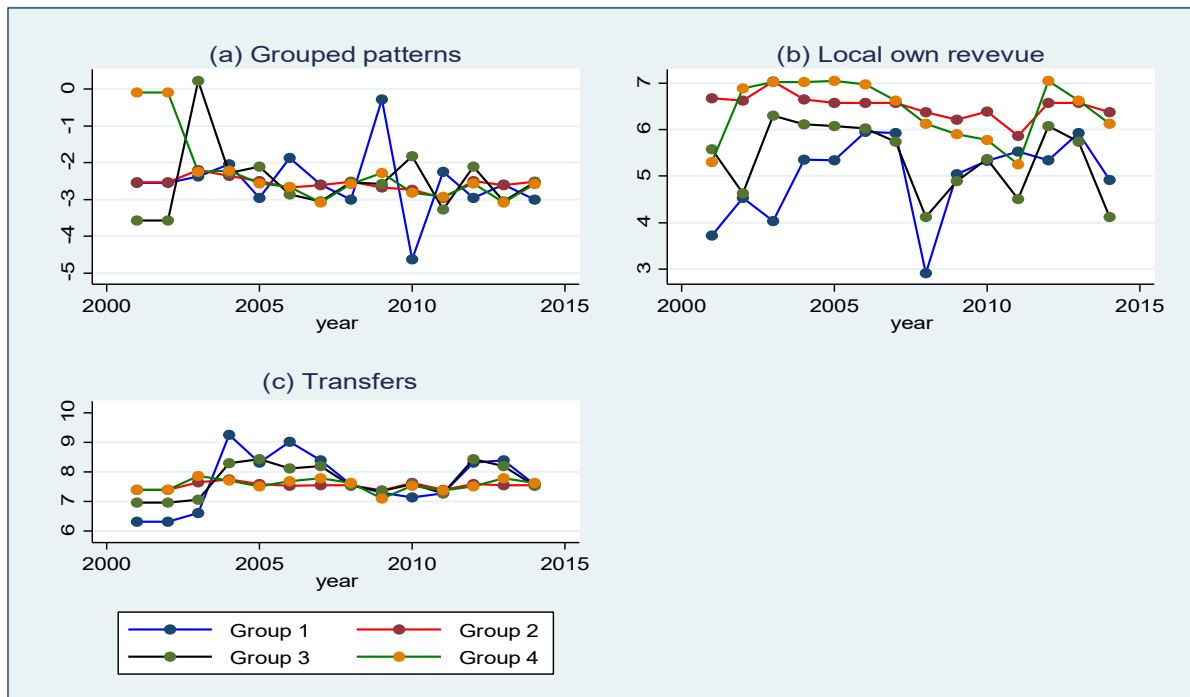 (a) Grouped patterns
0
-1
-2
-3
-4
-5
2000 2005 2010 2015
year
(b) Local own revevue
7
6
5
4
3
2000 2005 2010 2015
year
(c) Transfers
10
9
8
7
6
2000 2005 2010 2015
year
Group 1 Group 2
Group 3 Group 4